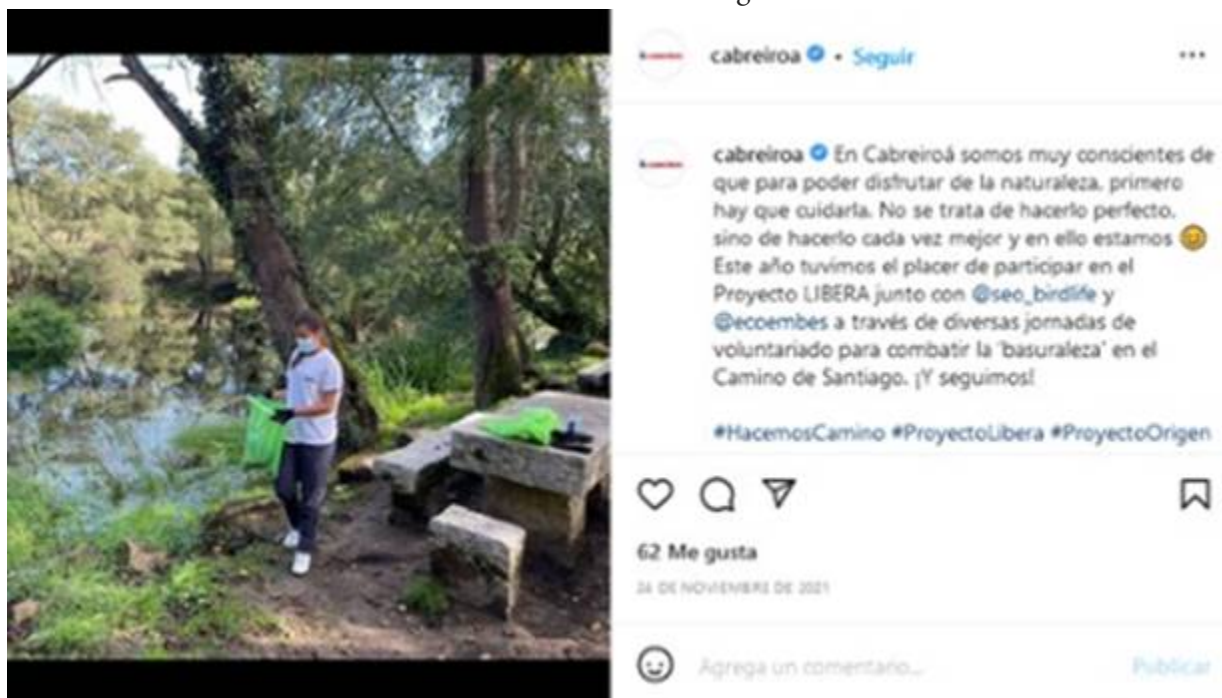 cabreiroa • Seguir
cabreiroa En Cabreiroá somos muy conscientes de
que para poder disfrutar de la naturaleza, primero
hay que cuidarla. No se trata de hacerlo perfecto,
sino de hacerlo cada vez mejor y en ello estamos 😊
Este año tuvimos el placer de participar en el
Proyecto LIBERA junto con @seo_birdlife y
@ecoembes a través de diversas jornadas de
voluntariado para combatir la 'basuraleza' en el
Camino de Santiago. ¡Y seguimos!
#HacemosCamino #ProyectoLibera #ProyectoOrigen
62 Me gusta
DE NOVIEMBRE DE 2021
Agrega un comentario...
Publicar